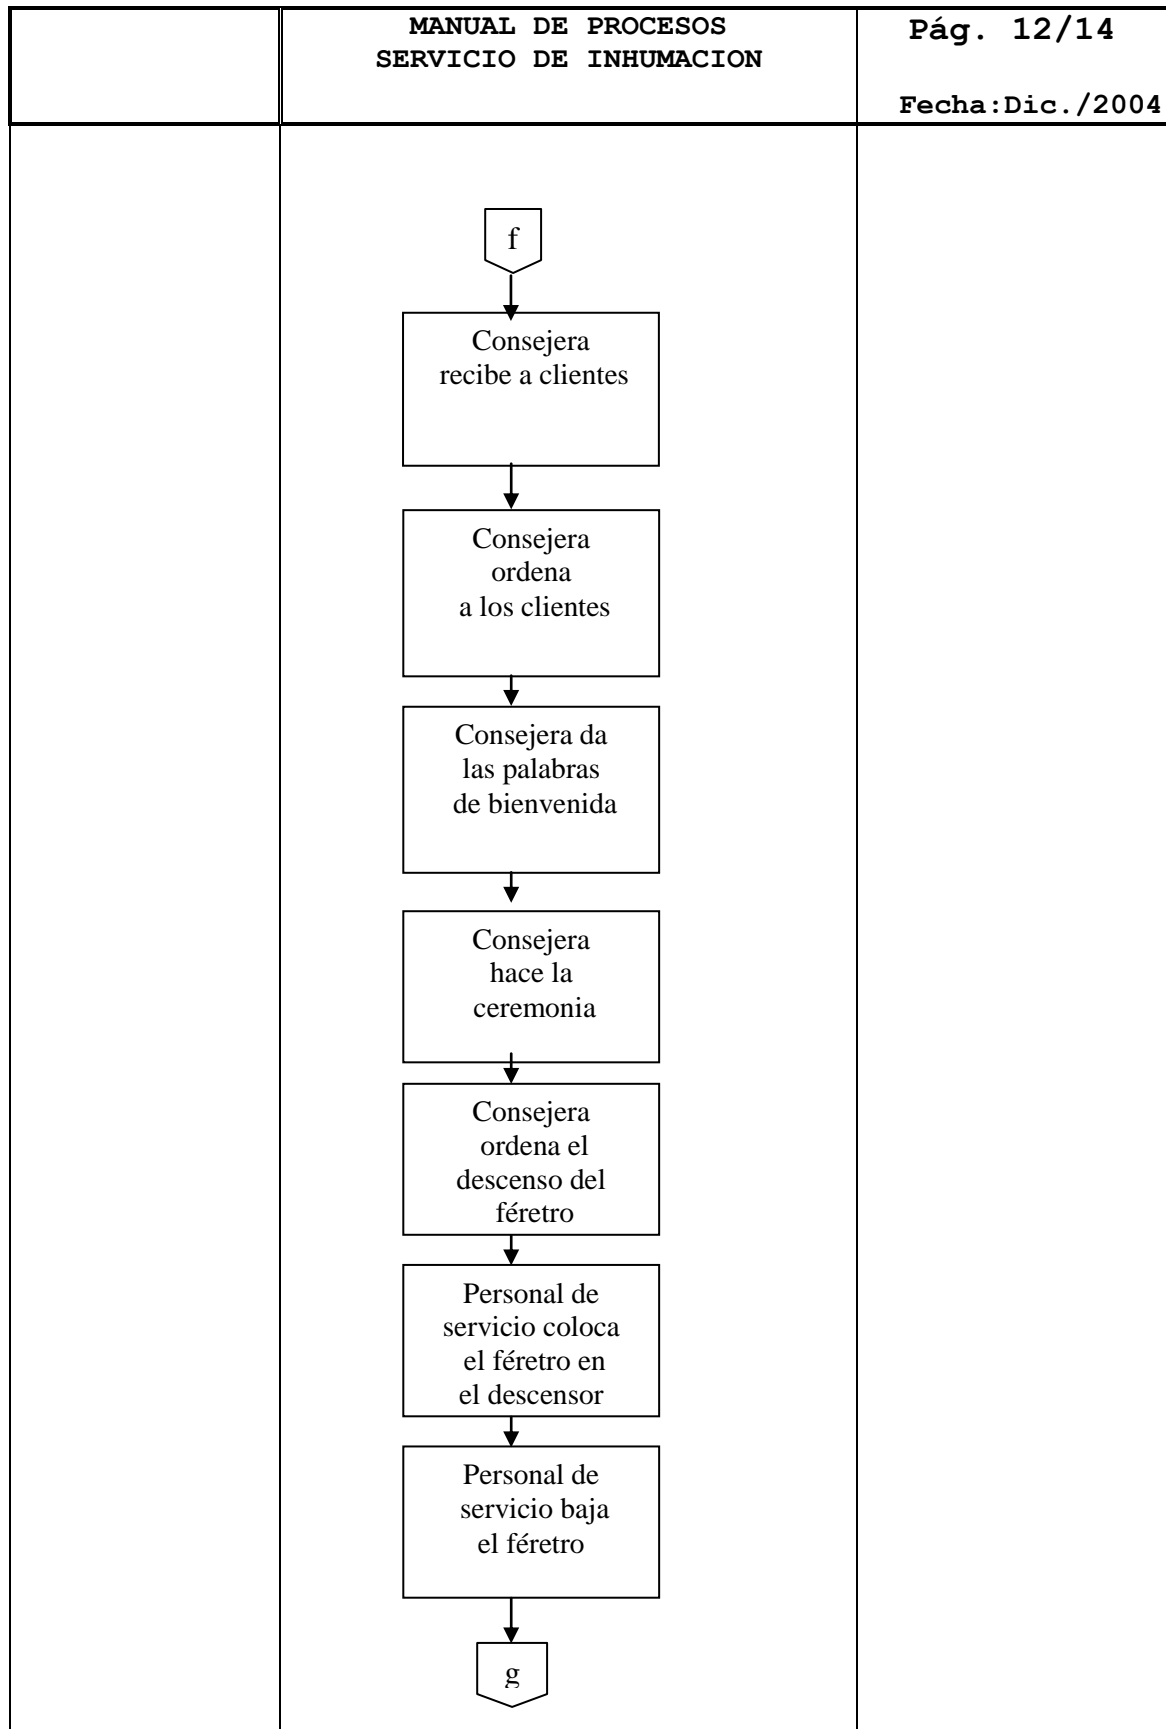 MANUAL DE PROCESOS
SERVICIO DE INHUMACION
Pág. 12/14
Fecha:Dic./2004
f
Consejera
recibe a clientes
Consejera
ordena
a los clientes
Consejera da
las palabras
de bienvenida
Consejera
hace la
ceremonia
Consejera
ordena el
descenso del
féretro
Personal de
servicio coloca
el féretro en
el descensor
Personal de
servicio baja
el féretro
g